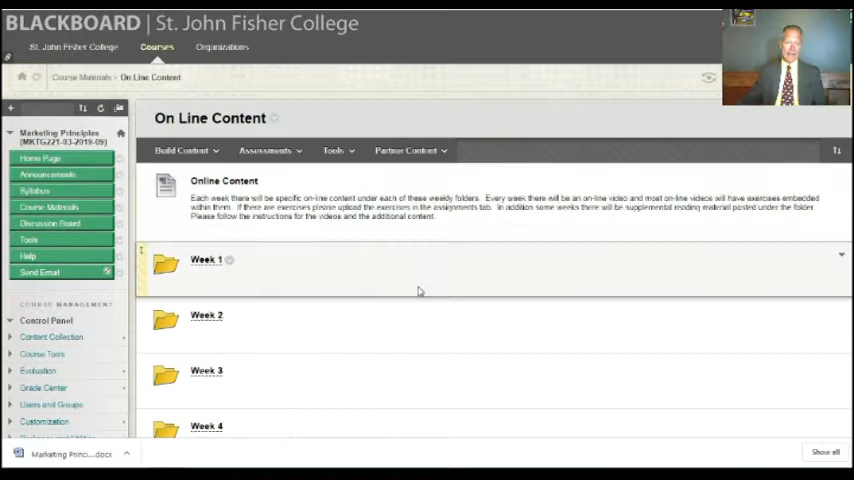 BLACKBOARD | St. John Fisher College
St. John Fisher College Courses Organizations
Course Materials › On Line Content
Marketing Principles
(MKTG221-03-2019-09)
Home Page
Announcements
Syllabus
Course Materials
Discussion Board
Tools
Help
Send Email
COURSE MANAGEMENT
Control Panel
Content Collection
Course Tools
Evaluation
Grade Center
Users and Groups
Customization
On Line Content
Build Content Assessments Tools Partner Content
Online Content
Each week there will be specific on-line content under each of these weekly folders. Every week there will be an on-line video and most on-line videos will have exercises embedded
within them. If there are exercises please upload the exercises in the assignments tab. In addition some weeks there will be supplemental reading material posted under the folder.
Please follow the instructions for the videos and the additional content.
Week 1
Week 2
Week 3
Week 4
Marketing Princi....docx
Show all